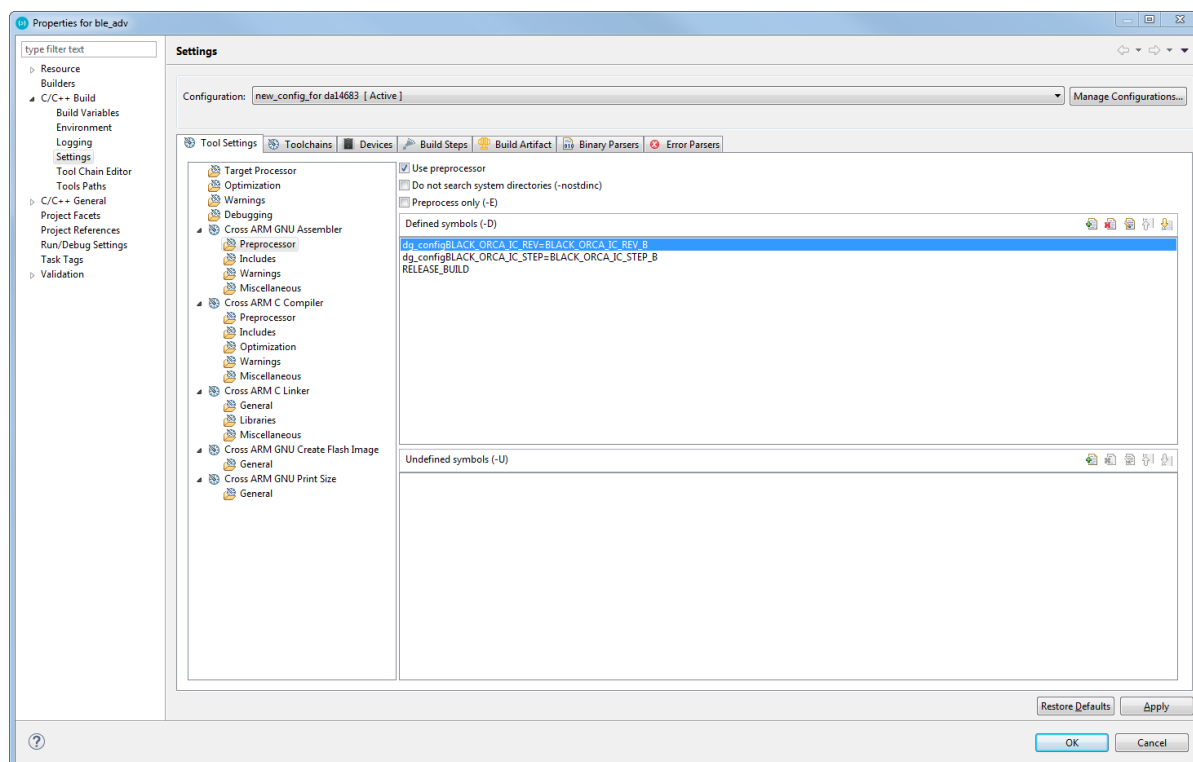 Properties for ble_adv
type filter text
Resource
Builders
C/C++ Build
Build Variables
Environment
Logging
Settings
Tool Chain Editor
Tools Paths
C/C++ General
Project Facets
Project References
Run/Debug Settings
Task Tags
Validation
Settings
Configuration: new_config_for da14683 [ Active ]
Manage Configurations...
Tool Settings Toolchains Devices Build Steps Build Artifact Binary Parsers Error Parsers
Target Processor
Optimization
Warnings
Debugging
Cross ARM GNU Assembler
Preprocessor
Includes
Warnings
Miscellaneous
Cross ARM C Compiler
Preprocessor
Includes
Optimization
Warnings
Miscellaneous
Cross ARM C Linker
General
Libraries
Miscellaneous
Cross ARM GNU Create Flash Image
General
Cross ARM GNU Print Size
General
Use preprocessor
Do not search system directories (-nostdinc)
Preprocess only (-E)
Defined symbols (-D)
dg_configBLACK_ORCA_IC_REV=BLACK_ORCA_IC_REV_B
dg_configBLACK_ORCA_IC_STEP=BLACK_ORCA_IC_STEP_B
RELEASE_BUILD
Undefined symbols (-U)
Restore Defaults Apply
? OK Cancel